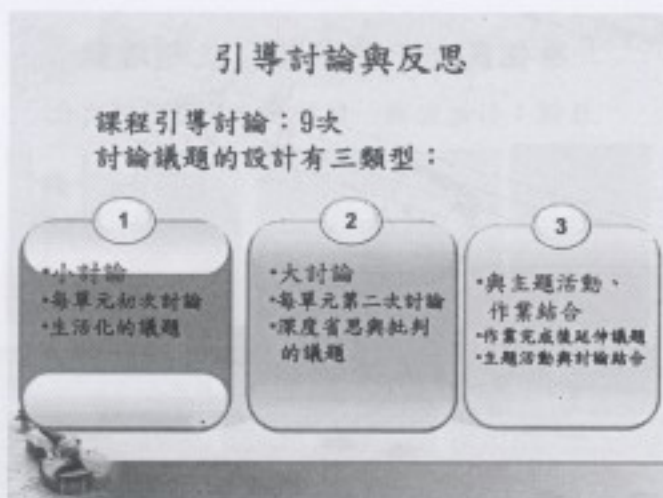 引導討論與反思
課程引導討論：9次
討論議題的設計有三類型：
1
•小討論
•每單元初次討論
•生活化的議題
2
•大討論
•每單元第二次討論
•深度省思與批判
的議題
3
•與主題活動、
作業結合
•作業完成後延伸議題
•主題活動與討論結合